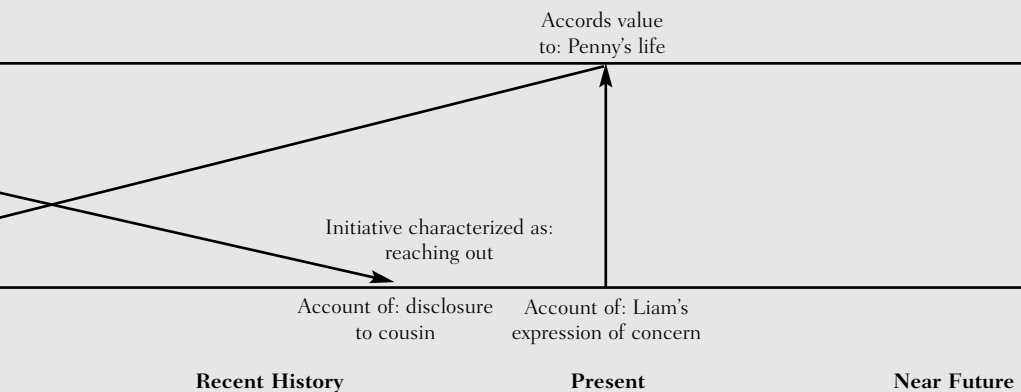 Accords value
to: Penny’s life
Initiative characterized as:
reaching out
Account of: disclosure
to cousin
Account of: Liam’s
expression of concern
Recent History
Present
Near Future